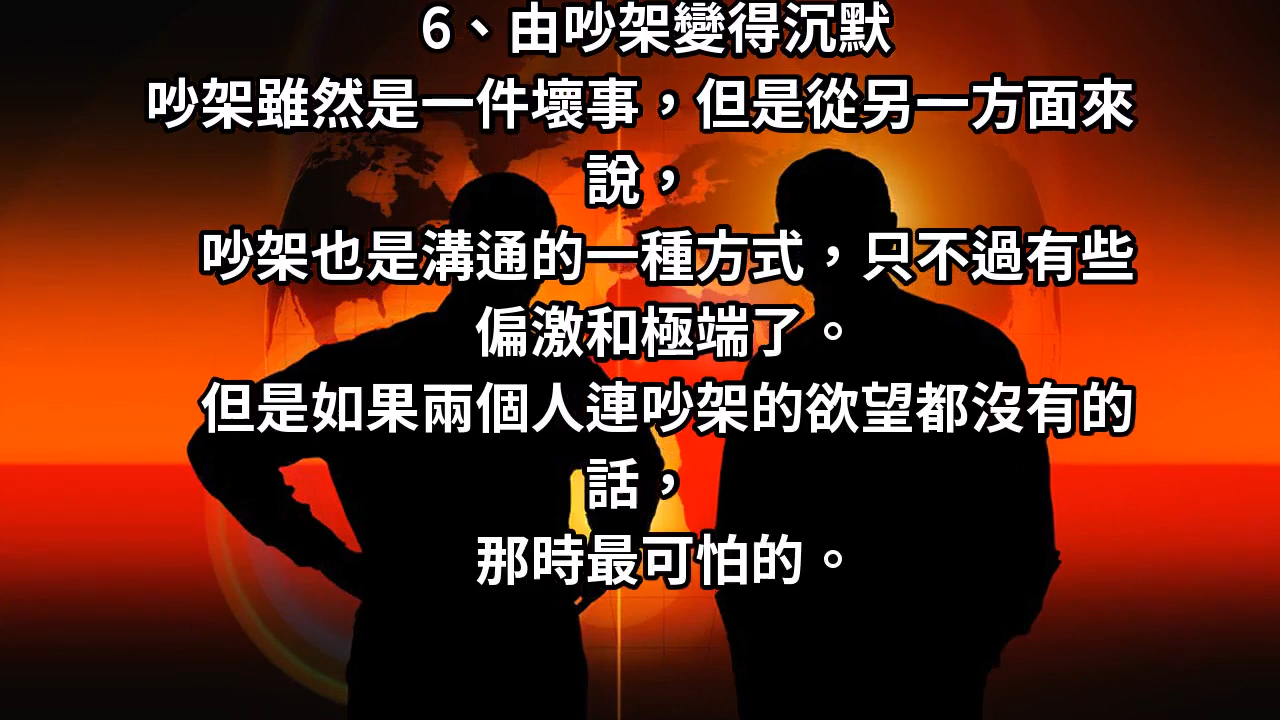 6、由吵架變得沉默
吵架雖然是一件壞事，但是從另一方面來
說，
吵架也是溝通的一種方式，只不過有些
偏激和極端了。
但是如果兩個人連吵架的欲望都沒有的
話，
那時最可怕的。